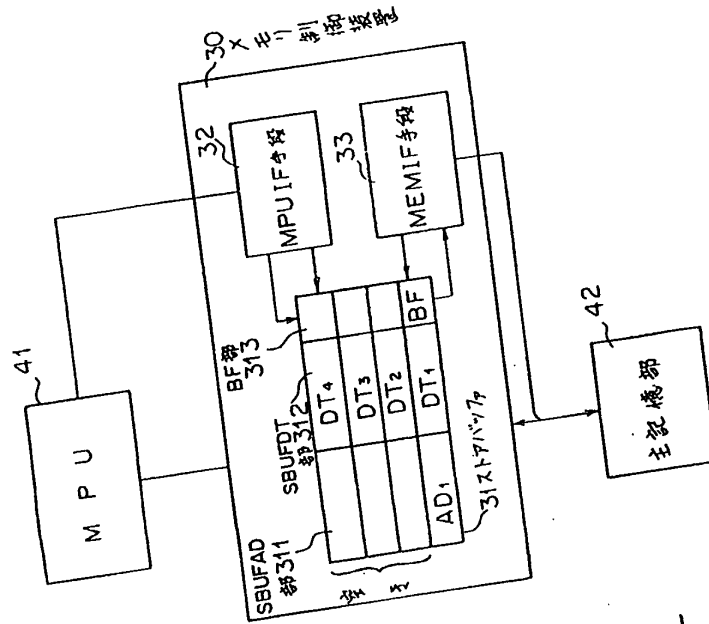 41
MPU
30
メモリ制御装置
32
MPUIF手段
33
MEMIF手段
SBUFAD
部311
SBUFDT
部312
BF部
313
DT4
DT3
DT2
AD1
DT1
BF
31ストアバッファ
空き
42
主記憶部